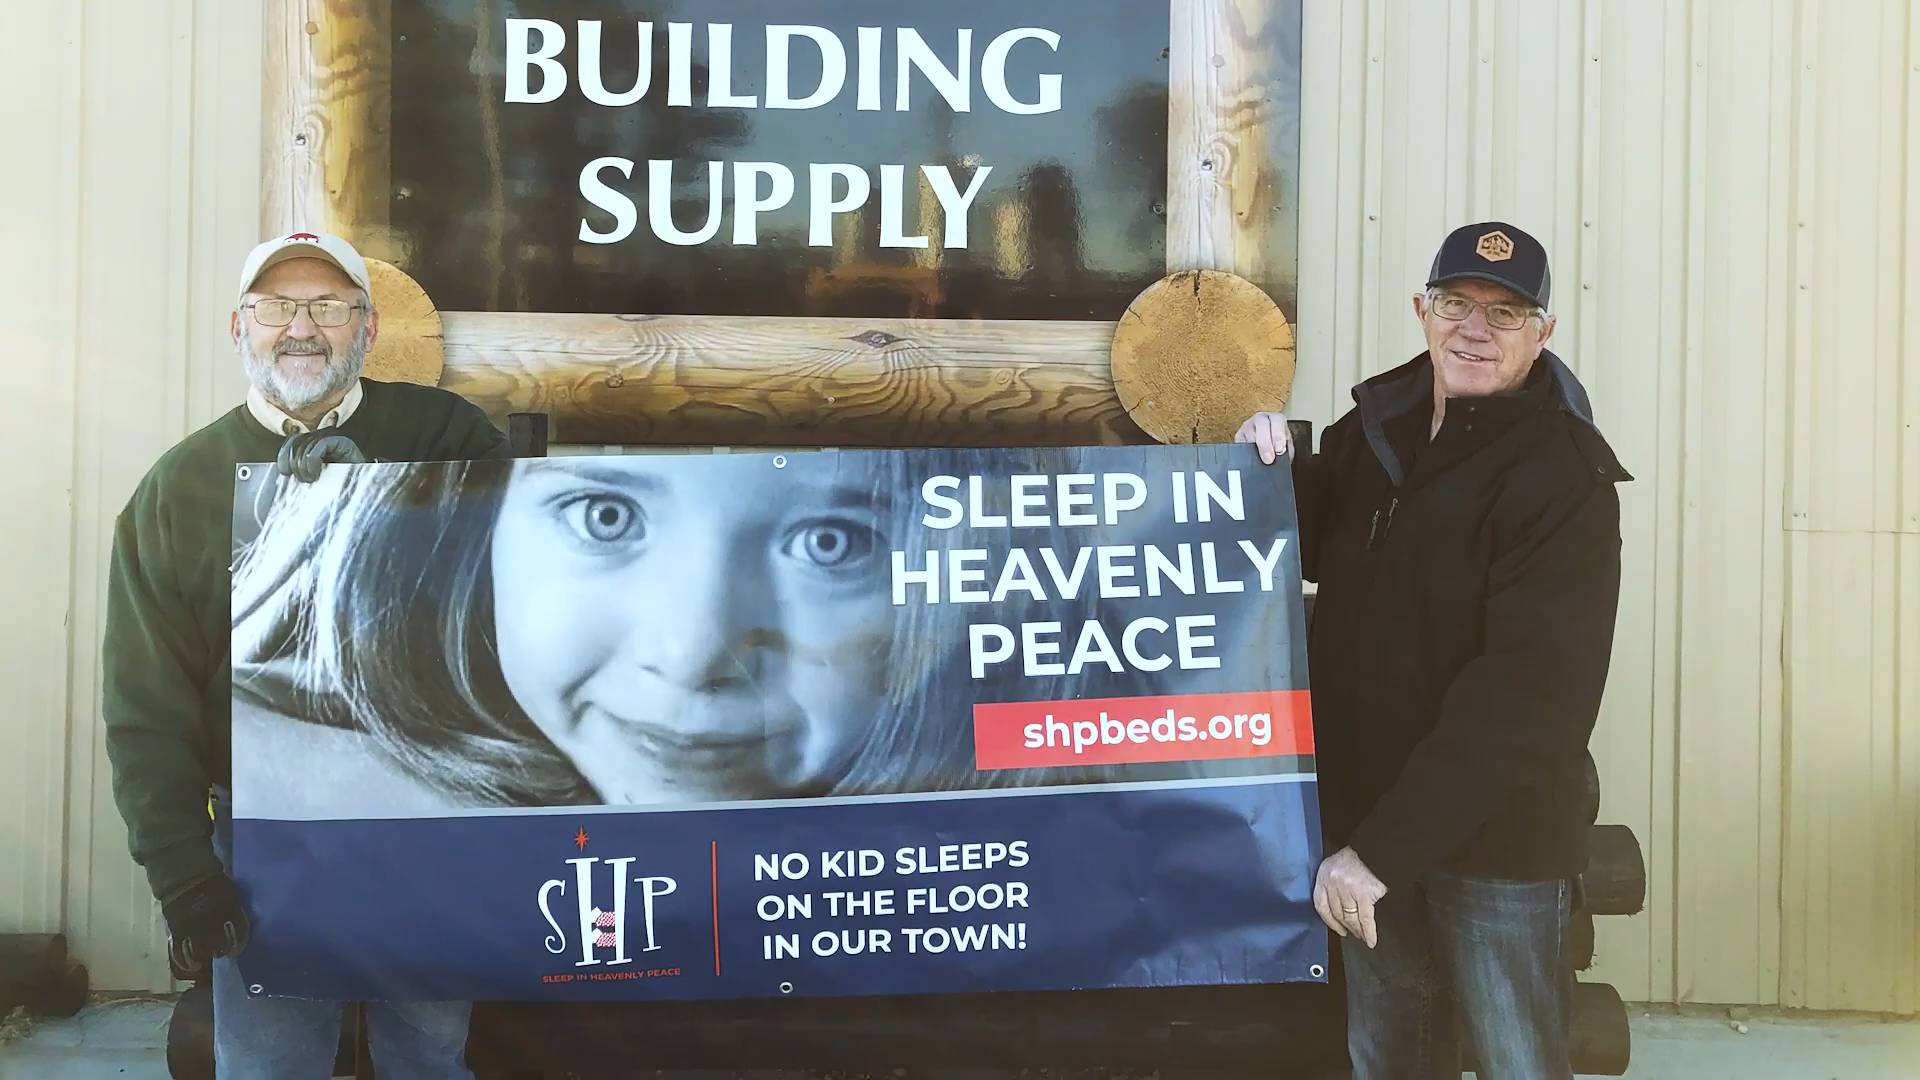 BUILDING
SUPPLY
SLEEP IN
HEAVENLY
PEACE
shpbeds.org
SHP
SLEEP IN HEAVENLY PEACE
NO KID SLEEPS
ON THE FLOOR
IN OUR TOWN!